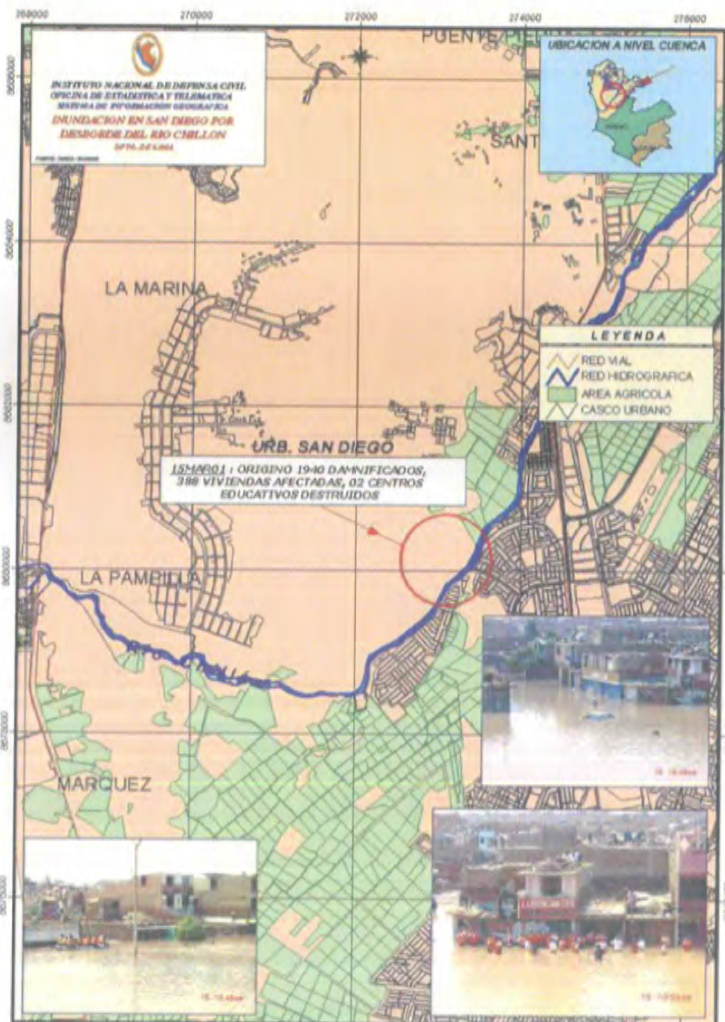 268000 270000 272000 274000 276000
INSTITUTO NACIONAL DE DEFENSA CIVIL
OFICINA DE ESTADISTICA Y TELEMATICA
SISTEMA DE INFORMACION GEOGRAFICA
INUNDACION EN SAN DIEGO POR
DESBORDE DEL RIO CHILLON
DPTO. DE LIMA
UBICACION A NIVEL CUENCA
SANT
LA MARINA
LEYENDA
RED VIAL
RED HIDROGRAFICA
AREA AGRICOLA
CASCO URBANO
URB. SAN DIEGO
15MAR01 : ORIGINO 1940 DAMNIFICADOS,
388 VIVIENDAS AFECTADAS, 02 CENTROS
EDUCATIVOS DESTRUIDOS
LA PAMPILLA
MARQUEZ